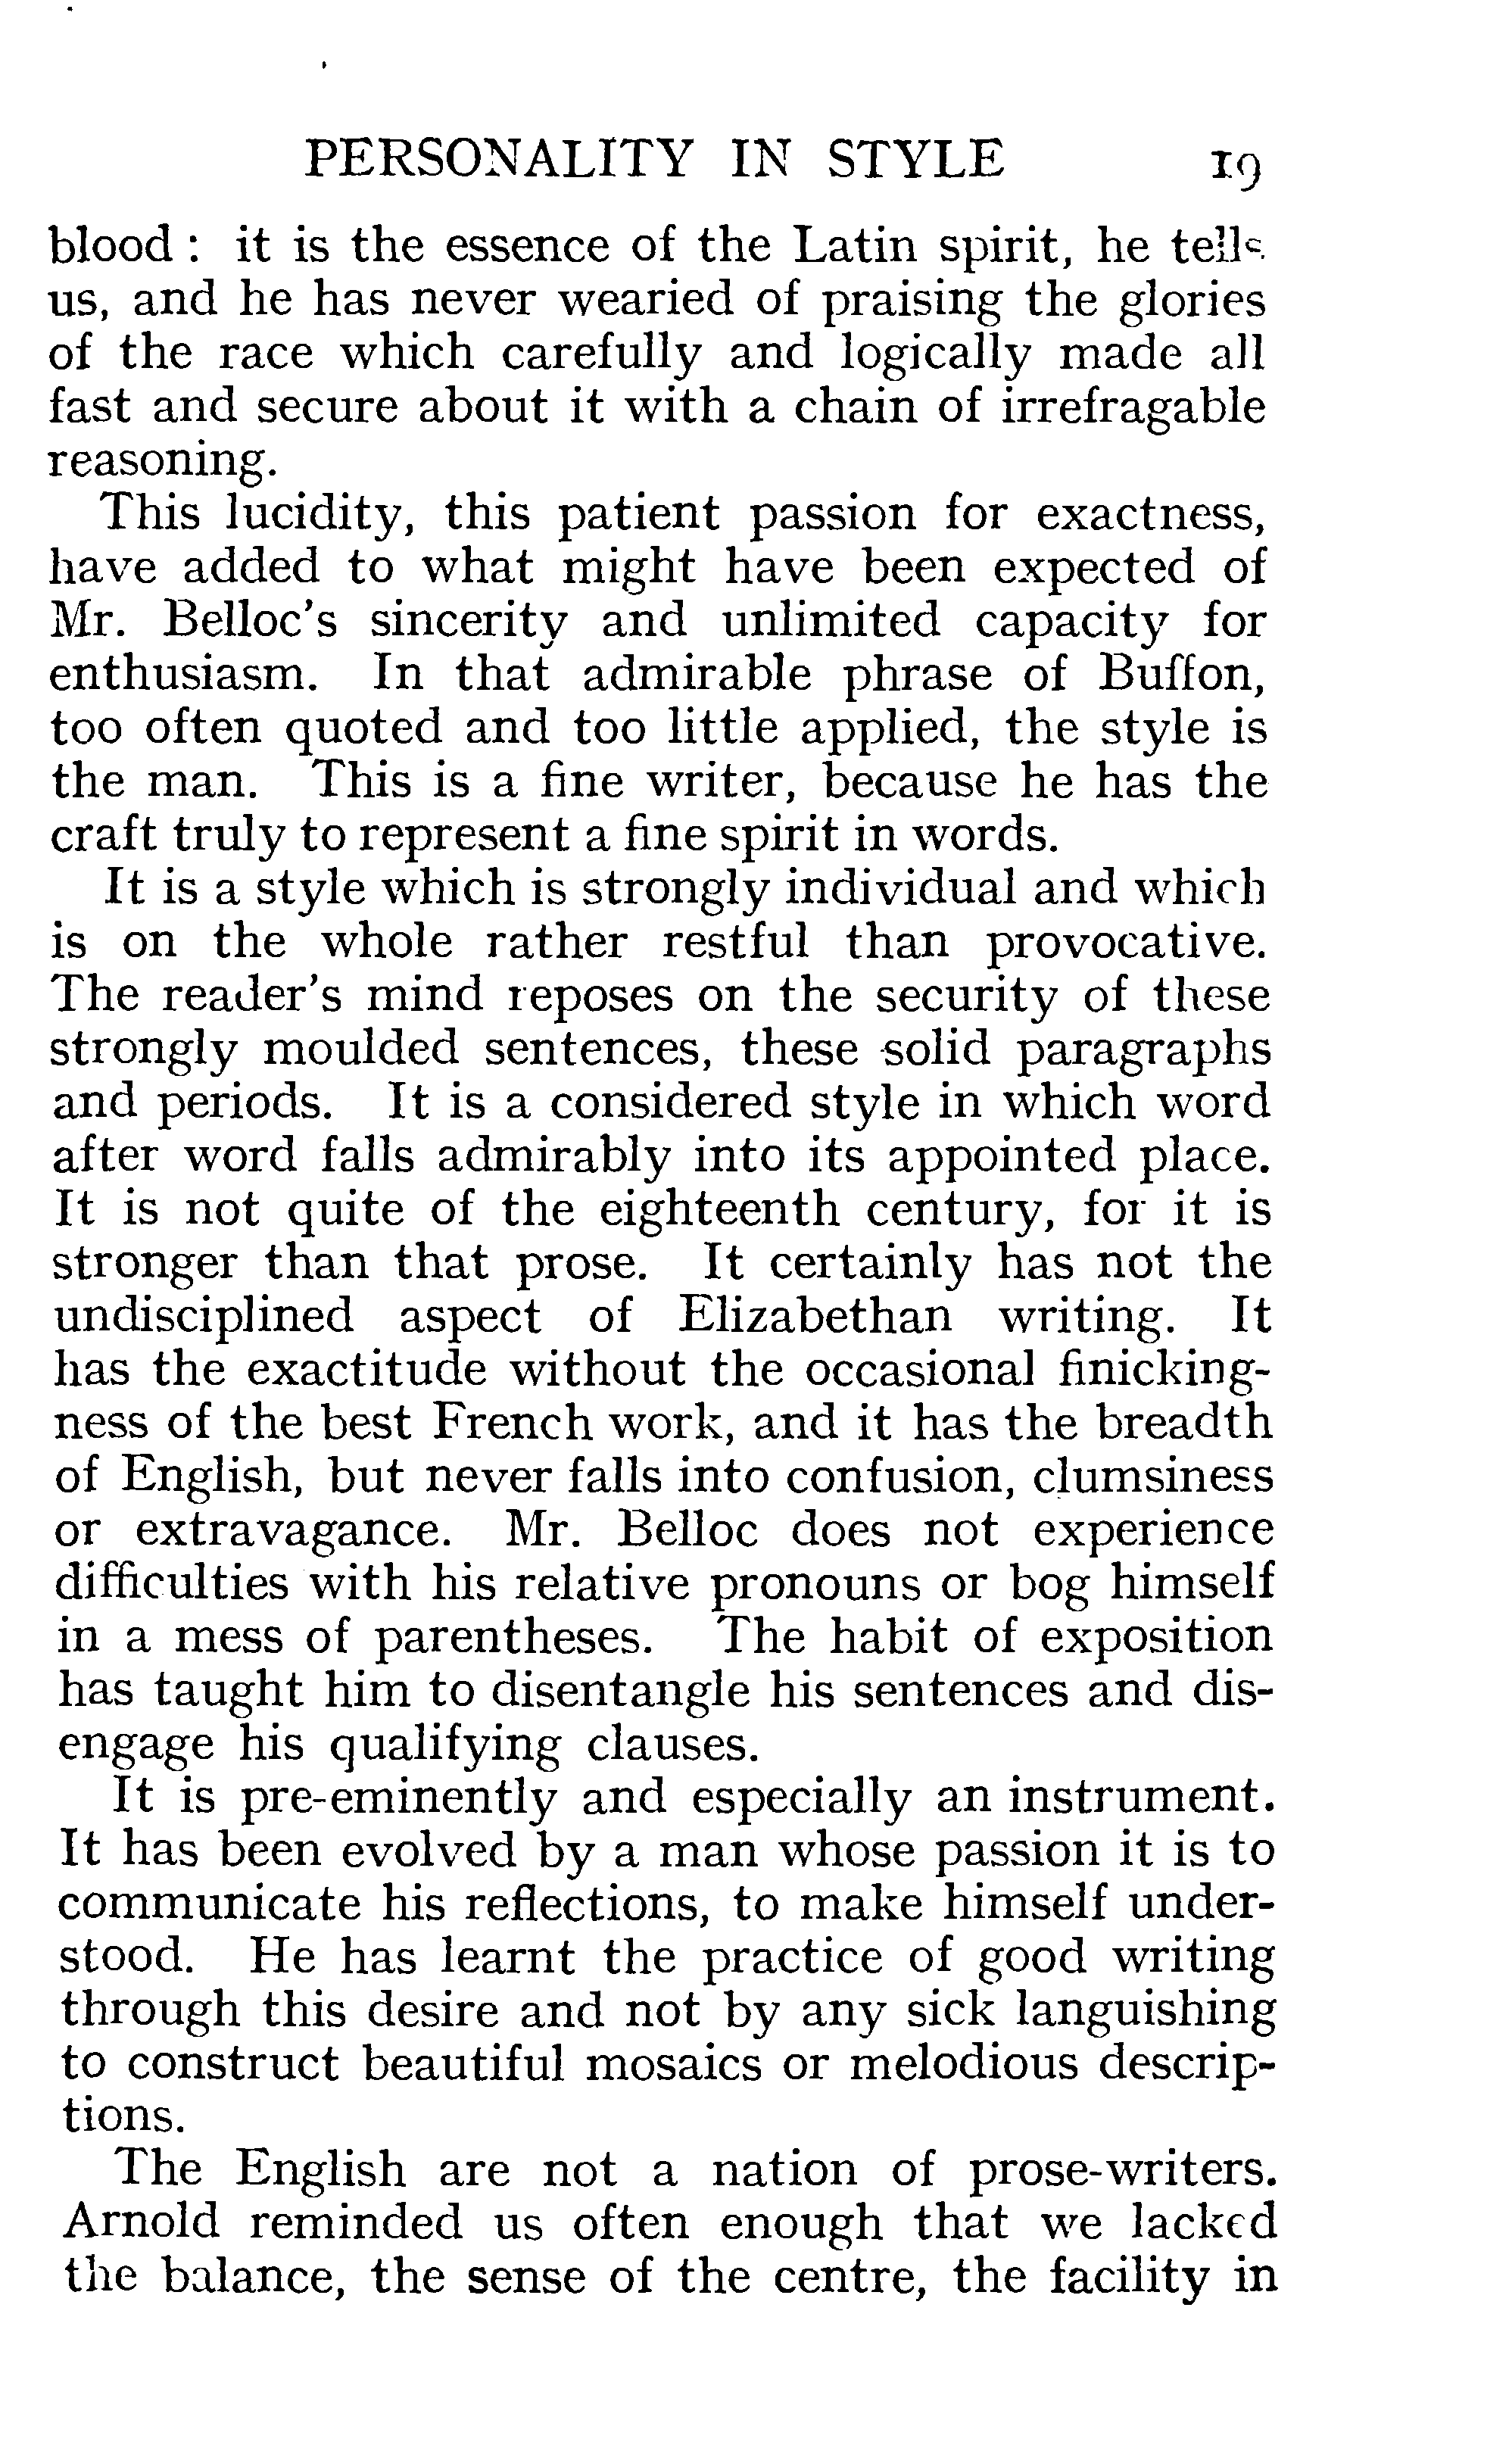 PERSONALITY IN STYLE 19
blood : it is the essence of the Latin spirit, he tells
us, and he has never wearied of praising the glories
of the race which carefully and logically made all
fast and secure about it with a chain of irrefragable
reasoning.
This lucidity, this patient passion for exactness,
have added to what might have been expected of
Mr. Belloc's sincerity and unlimited capacity for
enthusiasm. In that admirable phrase of Buffon,
too often quoted and too little applied, the style is
the man. This is a fine writer, because he has the
craft truly to represent a fine spirit in words.
It is a style which is strongly individual and which
is on the whole rather restful than provocative.
The reader's mind reposes on the security of these
strongly moulded sentences, these solid paragraphs
and periods. It is a considered style in which word
after word falls admirably into its appointed place.
It is not quite of the eighteenth century, for it is
stronger than that prose. It certainly has not the
undisciplined aspect of Elizabethan writing. It
has the exactitude without the occasional finicking-
ness of the best French work, and it has the breadth
of English, but never falls into confusion, clumsiness
or extravagance. Mr. Belloc does not experience
difficulties with his relative pronouns or bog himself
in a mess of parentheses. The habit of exposition
has taught him to disentangle his sentences and dis-
engage his qualifying clauses.
It is pre-eminently and especially an instrument.
It has been evolved by a man whose passion it is to
communicate his reflections, to make himself under-
stood. He has learnt the practice of good writing
through this desire and not by any sick languishing
to construct beautiful mosaics or melodious descrip-
tions.
The English are not a nation of prose-writers.
Arnold reminded us often enough that we lacked
the balance, the sense of the centre, the facility in